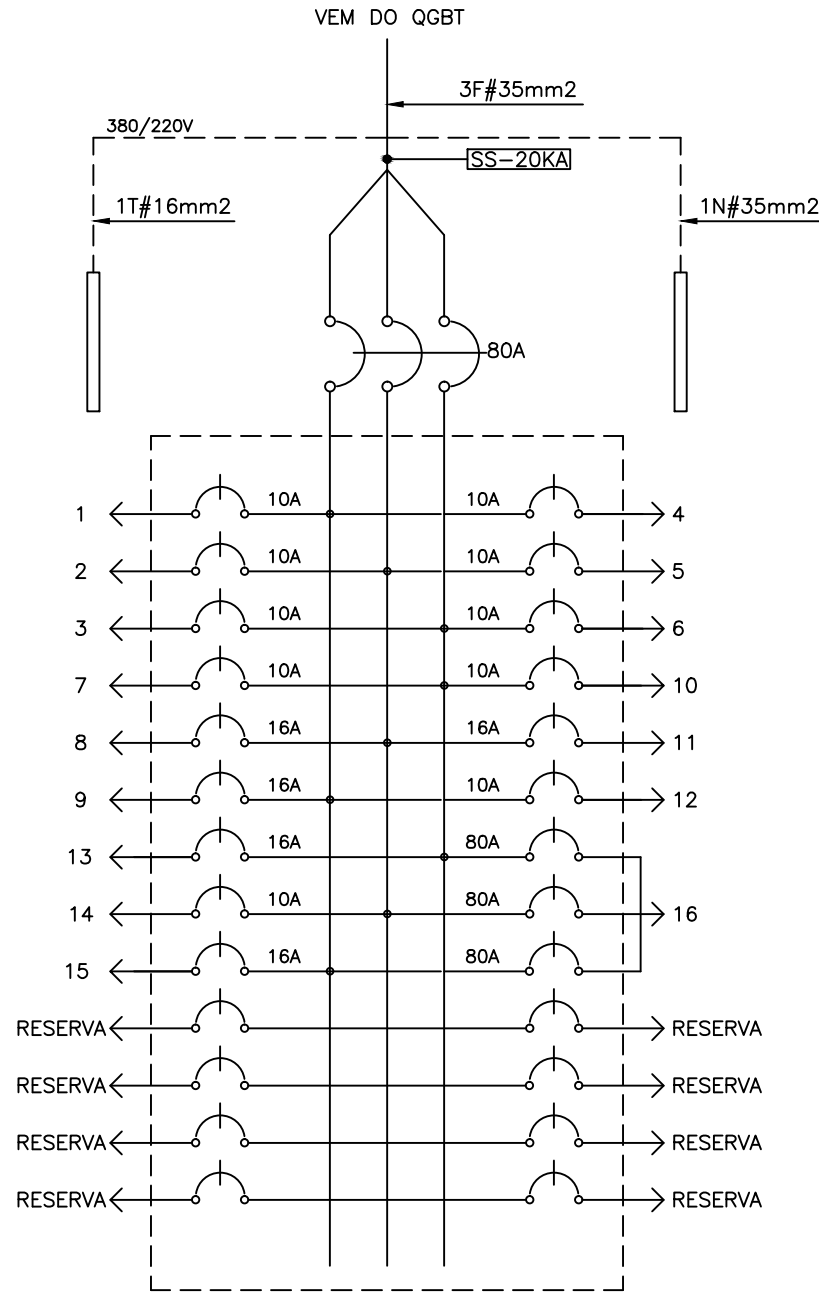 VEM DO QGBT
3F#35mm2
380/220V
SS-20KA
1T#16mm2
1N#35mm2
80A
1 10A 10A 4
2 10A 10A 5
3 10A 10A 6
7 10A 10A 10
8 16A 16A 11
9 16A 10A 12
13 16A 80A
14 10A 80A 16
15 16A 80A
RESERVA RESERVA
RESERVA RESERVA
RESERVA RESERVA
RESERVA RESERVA